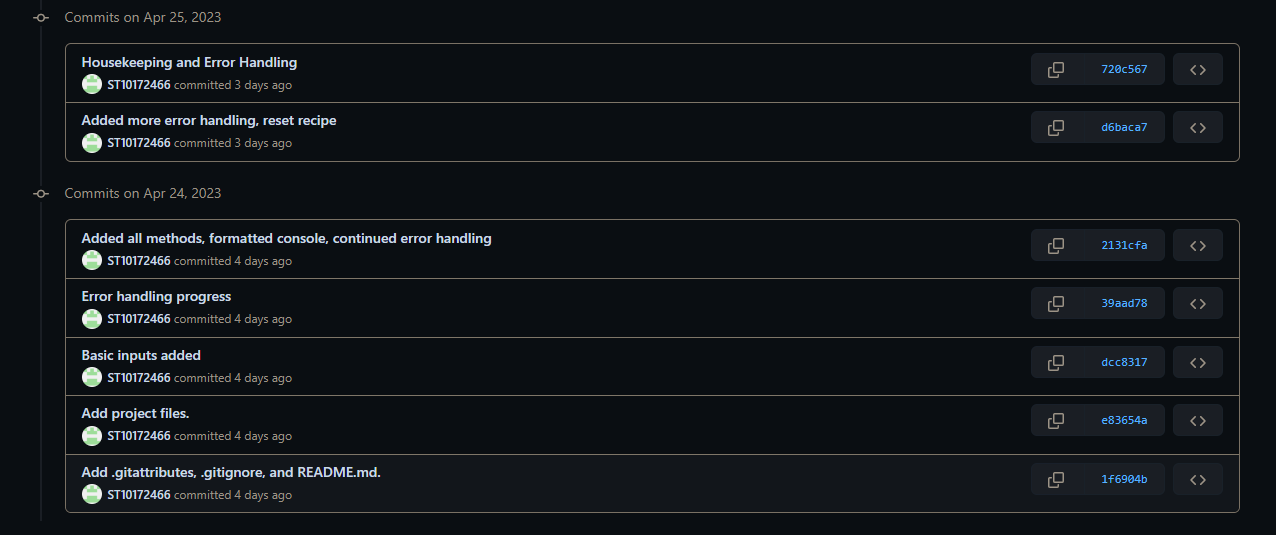 Commits on Apr 25, 2023
Housekeeping and Error Handling
720c567
ST10172466 committed 3 days ago
Added more error handling, reset recipe
d6baca7
ST10172466 committed 3 days ago
Commits on Apr 24, 2023
Added all methods, formatted console, continued error handling
2131cfa
ST10172466 committed 4 days ago
Error handling progress
39aad78
ST10172466 committed 4 days ago
Basic inputs added
dcc8317
ST10172466 committed 4 days ago
Add project files.
e83654a
ST10172466 committed 4 days ago
Add .gitattributes, .gitignore, and README.md.
1f6904b
ST10172466 committed 4 days ago